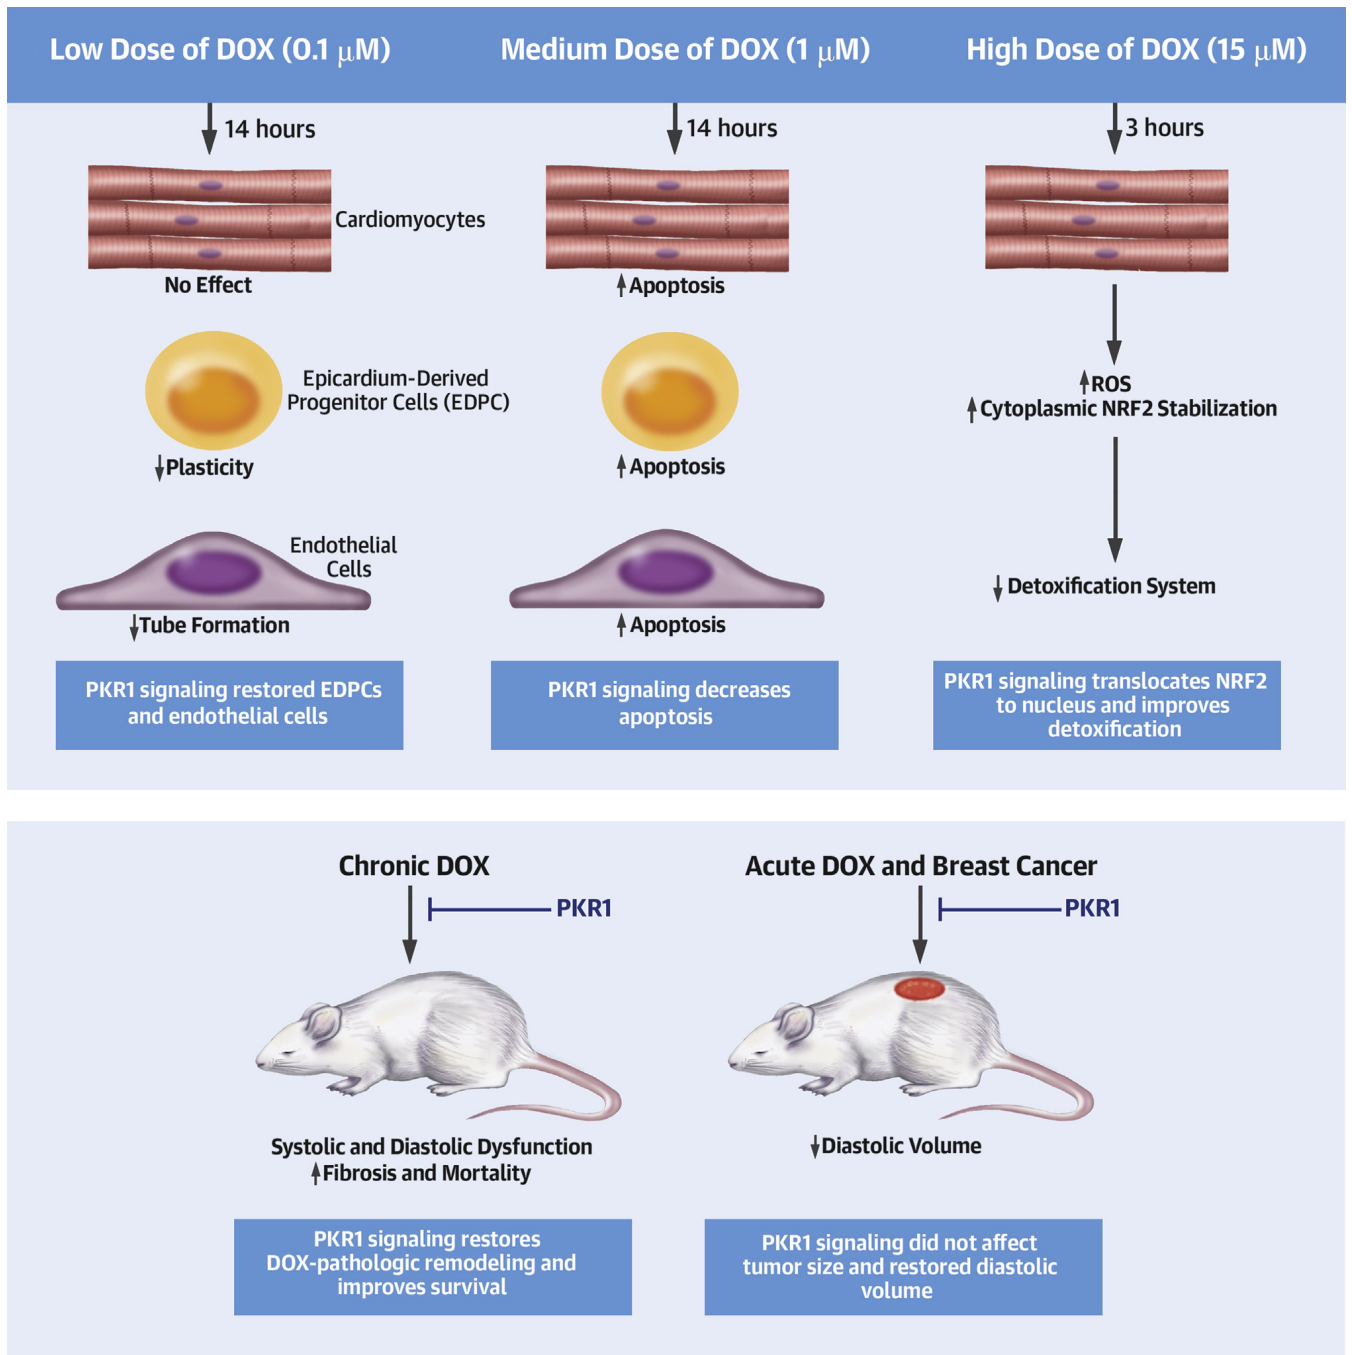 Low Dose of DOX (0.1 μM)
Medium Dose of DOX (1 μM)
High Dose of DOX (15 μM)
14 hours
14 hours
3 hours
Cardiomyocytes
No Effect
↑Apoptosis
Epicardium-Derived
Progenitor Cells (EDPC)
↓Plasticity
↑Apoptosis
↑ROS
↑Cytoplasmic NRF2 Stabilization
Endothelial
Cells
↓Tube Formation
↑Apoptosis
↓Detoxification System
PKR1 signaling restored EDPCs
and endothelial cells
PKR1 signaling decreases
apoptosis
PKR1 signaling translocates NRF2
to nucleus and improves
detoxification
Chronic DOX
PKR1
Systolic and Diastolic Dysfunction
↑Fibrosis and Mortality
PKR1 signaling restores
DOX-pathologic remodeling and
improves survival
Acute DOX and Breast Cancer
PKR1
↓Diastolic Volume
PKR1 signaling did not affect
tumor size and restored diastolic
volume